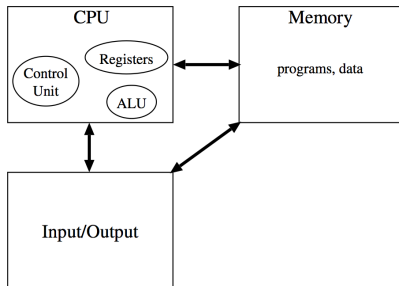 CPU
Registers
Control
Unit
ALU
Memory
programs, data
Input/Output